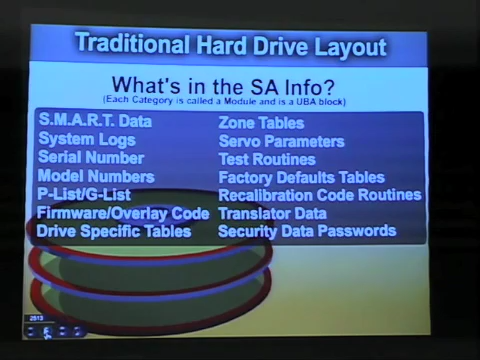 Traditional Hard Drive Layout
What's in the SA Info?
(Each Category is called a Module and is a UBA block)
S.M.A.R.T. Data
System Logs
Serial Number
Model Numbers
P-List/G-List
Firmware/Overlay Code
Drive Specific Tables
Zone Tables
Servo Parameters
Test Routines
Factory Defaults Tables
Recalibration Code Routines
Translator Data
Security Data Passwords